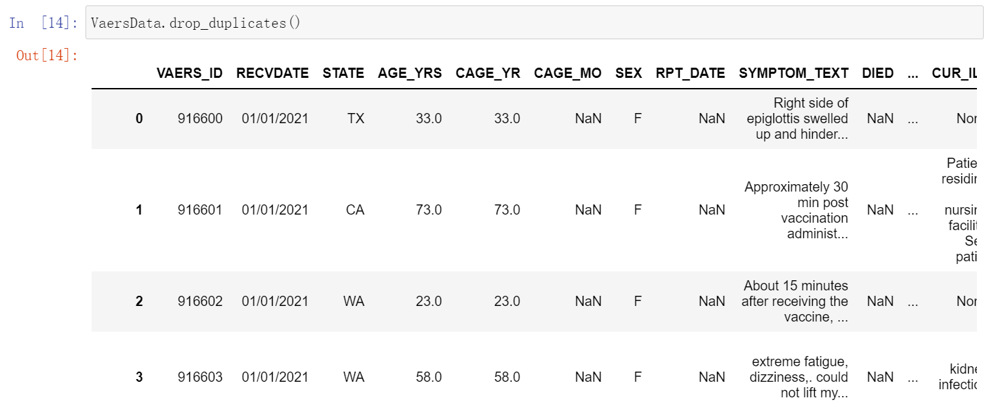 In [14]: VaersData.drop_duplicates()
Out[14]:
VAERS_ID RECVDATE STATE AGE_YRS CAGE_YR CAGE_MO SEX RPT_DATE SYMPTOM_TEXT DIED ... CUR_IL
0 916600 01/01/2021 TX 33.0 33.0 NaN F NaN Right side of epiglottis swelled up and hinder... NaN ... Nor
1 916601 01/01/2021 CA 73.0 73.0 NaN F NaN Approximately 30 min post vaccination administ... NaN ... Patie residir nursir facilit Se pati
2 916602 01/01/2021 WA 23.0 23.0 NaN F NaN About 15 minutes after receiving the vaccine, ... NaN ... Nor
3 916603 01/01/2021 WA 58.0 58.0 NaN F NaN extreme fatigue, dizziness,. could not lift my... NaN ... kidne infectic